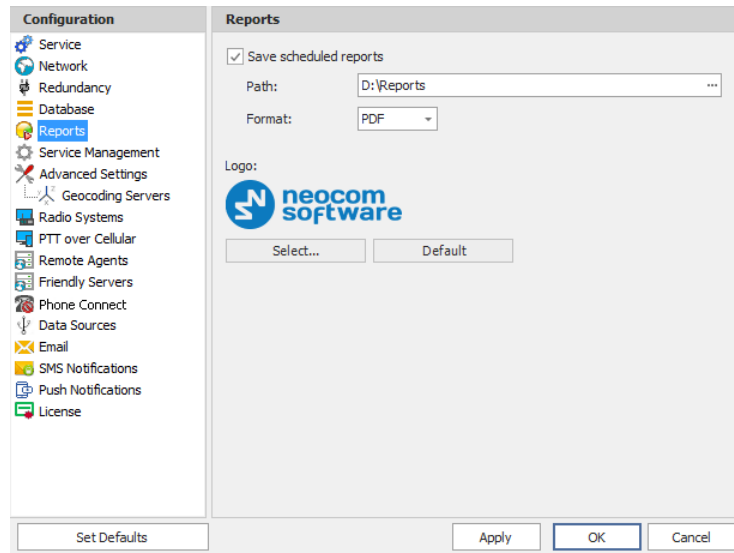 Configuration
Service
Network
Redundancy
Database
Reports
Service Management
Advanced Settings
Geocoding Servers
Radio Systems
PTT over Cellular
Remote Agents
Friendly Servers
Phone Connect
Data Sources
Email
SMS Notifications
Push Notifications
License
Set Defaults
Reports
Save scheduled reports
Path: D:\Reports ...
Format: PDF
Logo:
neocom
software
Select... Default
Apply OK Cancel